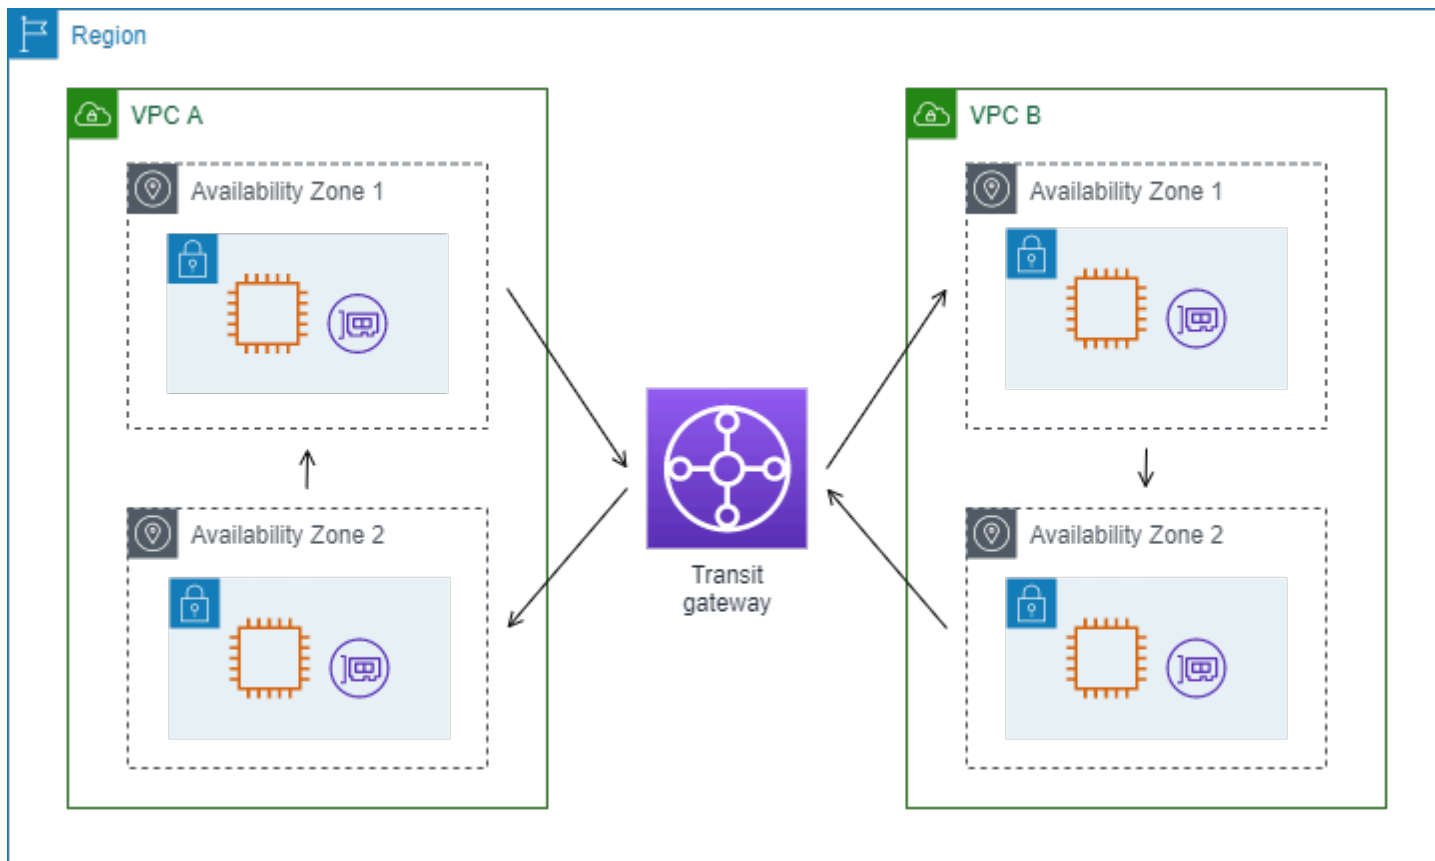 Region
VPC A
Availability Zone 1
Availability Zone 2
Transit
gateway
VPC B
Availability Zone 1
Availability Zone 2